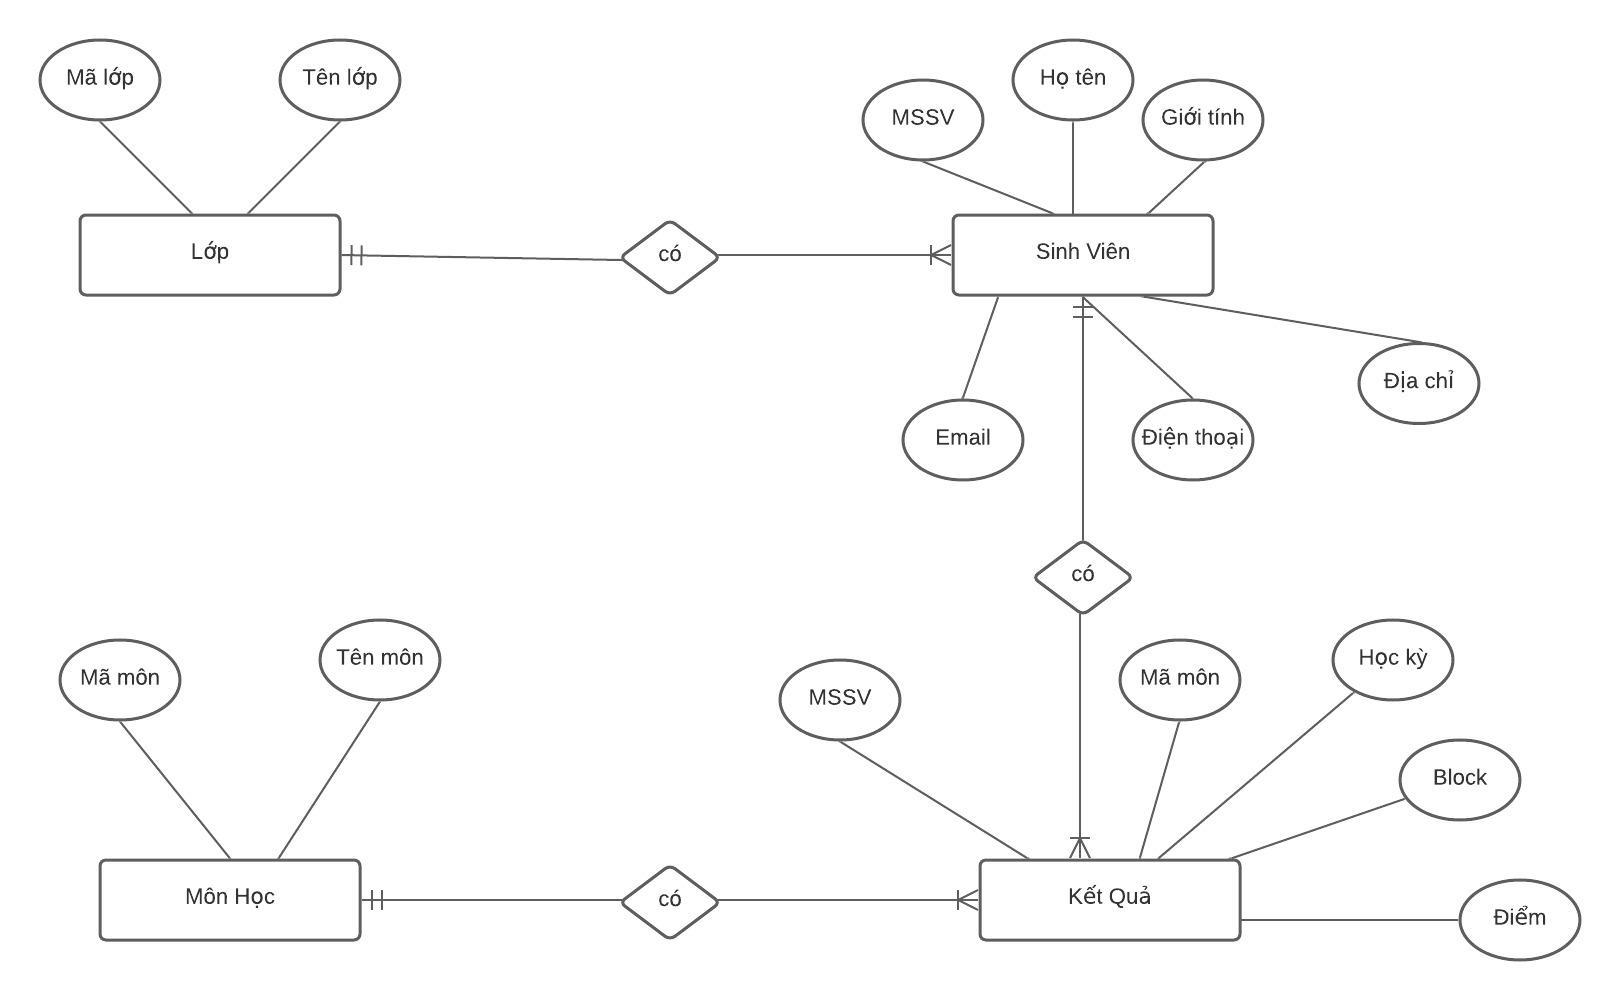 Mã lớp
Tên lớp
MSSV
Họ tên
Giới tính
Lớp
có
Sinh Viên
Email
Điện thoại
Địa chỉ
có
Mã môn
Tên môn
MSSV
Mã môn
Học kỳ
Block
Môn Học
có
Kết Quả
Điểm